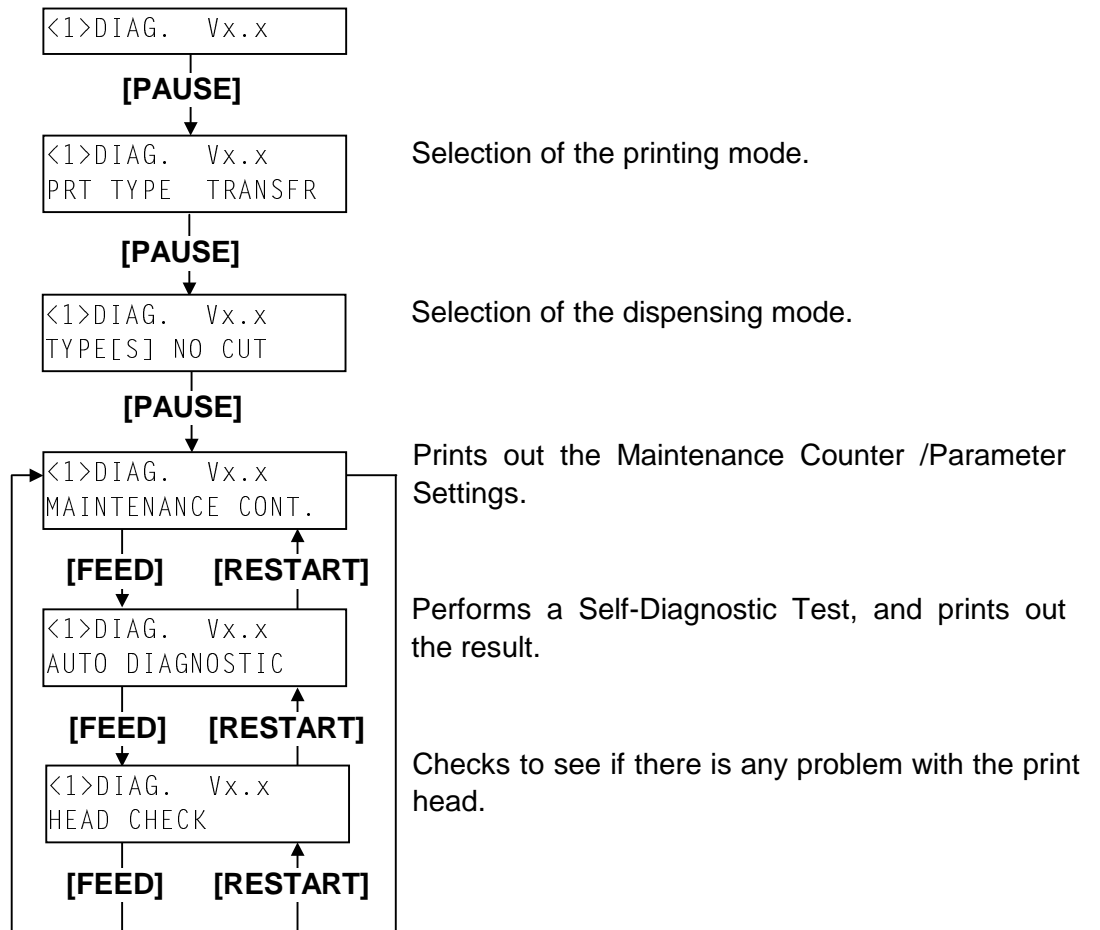 <1>DIAG. Vx.x
[PAUSE]
<1>DIAG. Vx.x
PRT TYPE TRANSFR
Selection of the printing mode.
[PAUSE]
<1>DIAG. Vx.x
TYPE[S] NO CUT
Selection of the dispensing mode.
[PAUSE]
<1>DIAG. Vx.x
MAINTENANCE CONT.
Prints out the Maintenance Counter /Parameter
Settings.
[FEED] [RESTART]
<1>DIAG. Vx.x
AUTO DIAGNOSTIC
Performs a Self-Diagnostic Test, and prints out
the result.
[FEED] [RESTART]
<1>DIAG. Vx.x
HEAD CHECK
Checks to see if there is any problem with the print
head.
[FEED] [RESTART]